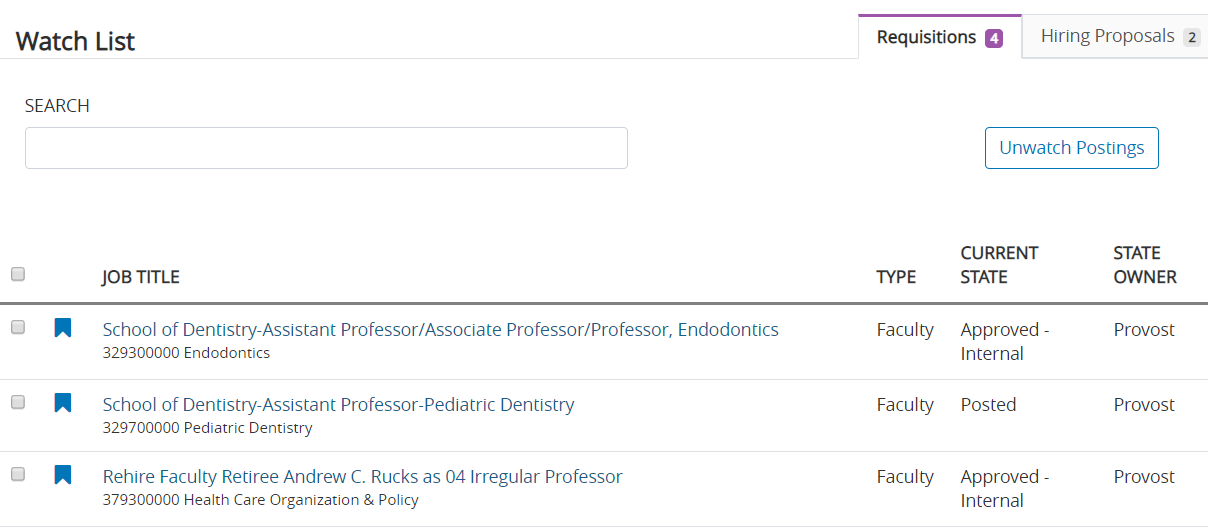 Watch List
Requisitions 4
Hiring Proposals 2
SEARCH
Unwatch Postings
JOB TITLE
TYPE
CURRENT
STATE
STATE
OWNER
School of Dentistry-Assistant Professor/Associate Professor/Professor, Endodontics
329300000 Endodontics
Faculty
Approved -
Internal
Provost
School of Dentistry-Assistant Professor-Pediatric Dentistry
329700000 Pediatric Dentistry
Faculty
Posted
Provost
Rehire Faculty Retiree Andrew C. Rucks as 04 Irregular Professor
379300000 Health Care Organization & Policy
Faculty
Approved -
Internal
Provost